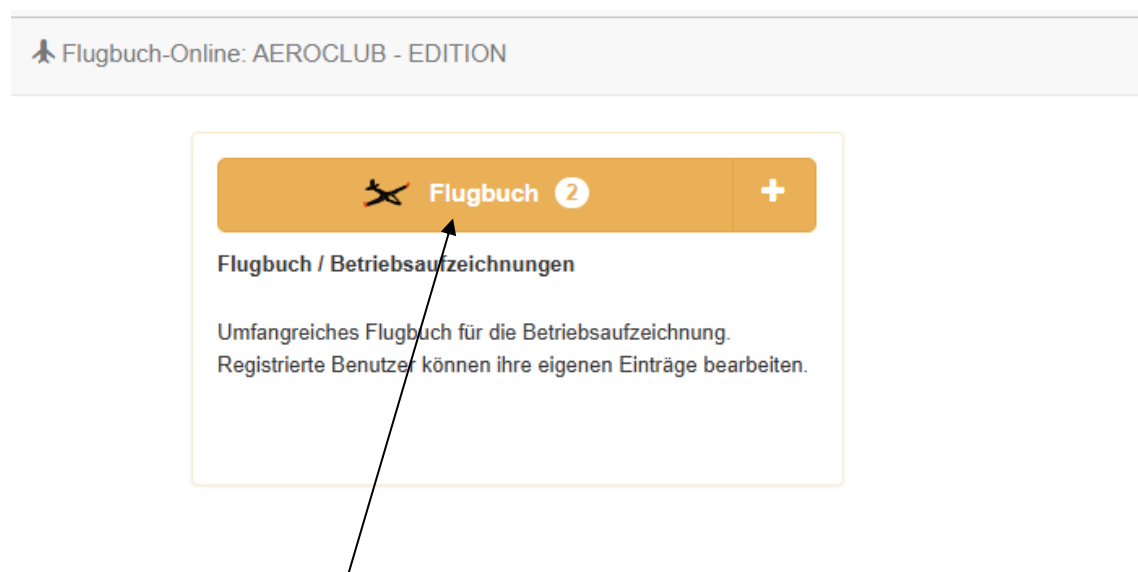 Flugbuch-Online: AEROCLUB - EDITION
Flugbuch 2 +
Flugbuch / Betriebsaufzeichnungen
Umfangreiches Flugbuch für die Betriebsaufzeichnung.
Registrierte Benutzer können ihre eigenen Einträge bearbeiten.